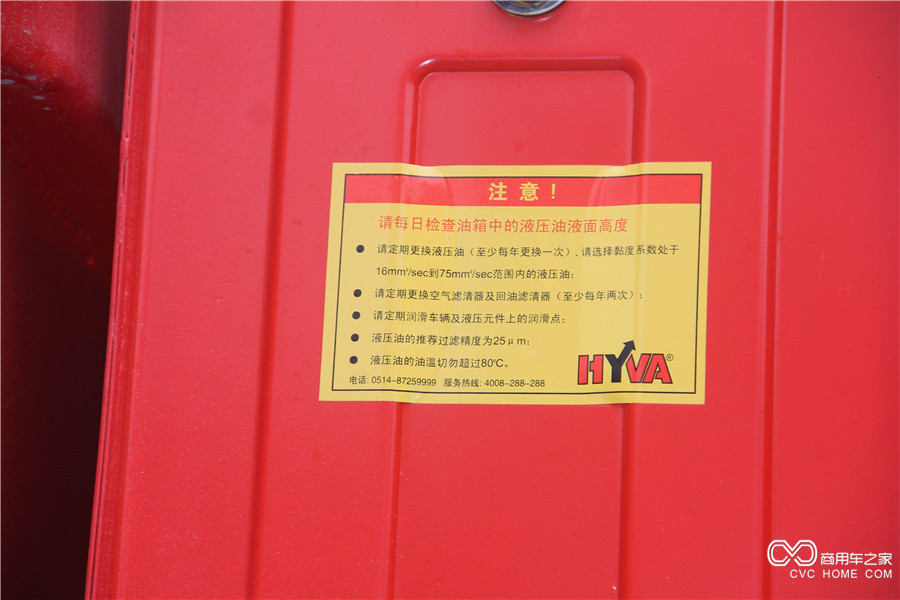 注意!
请每日检查油箱中的液压油液面高度
● 请定期更换液压油（至少每年更换一次）,请选择黏度系数处于
16mm²/sec到75mm²/sec范围内的液压油;
● 请定期更换空气滤清器及回油滤清器（至少每年两次）;
● 请定期润滑车辆及液压元件上的润滑点;
● 液压油的推荐过滤精度为25μm;
● 液压油的油温切勿超过80℃。
HYVA®
电话: 0514-87259999 服务热线: 4008-288-288
商用车之家
CVC HOME COM